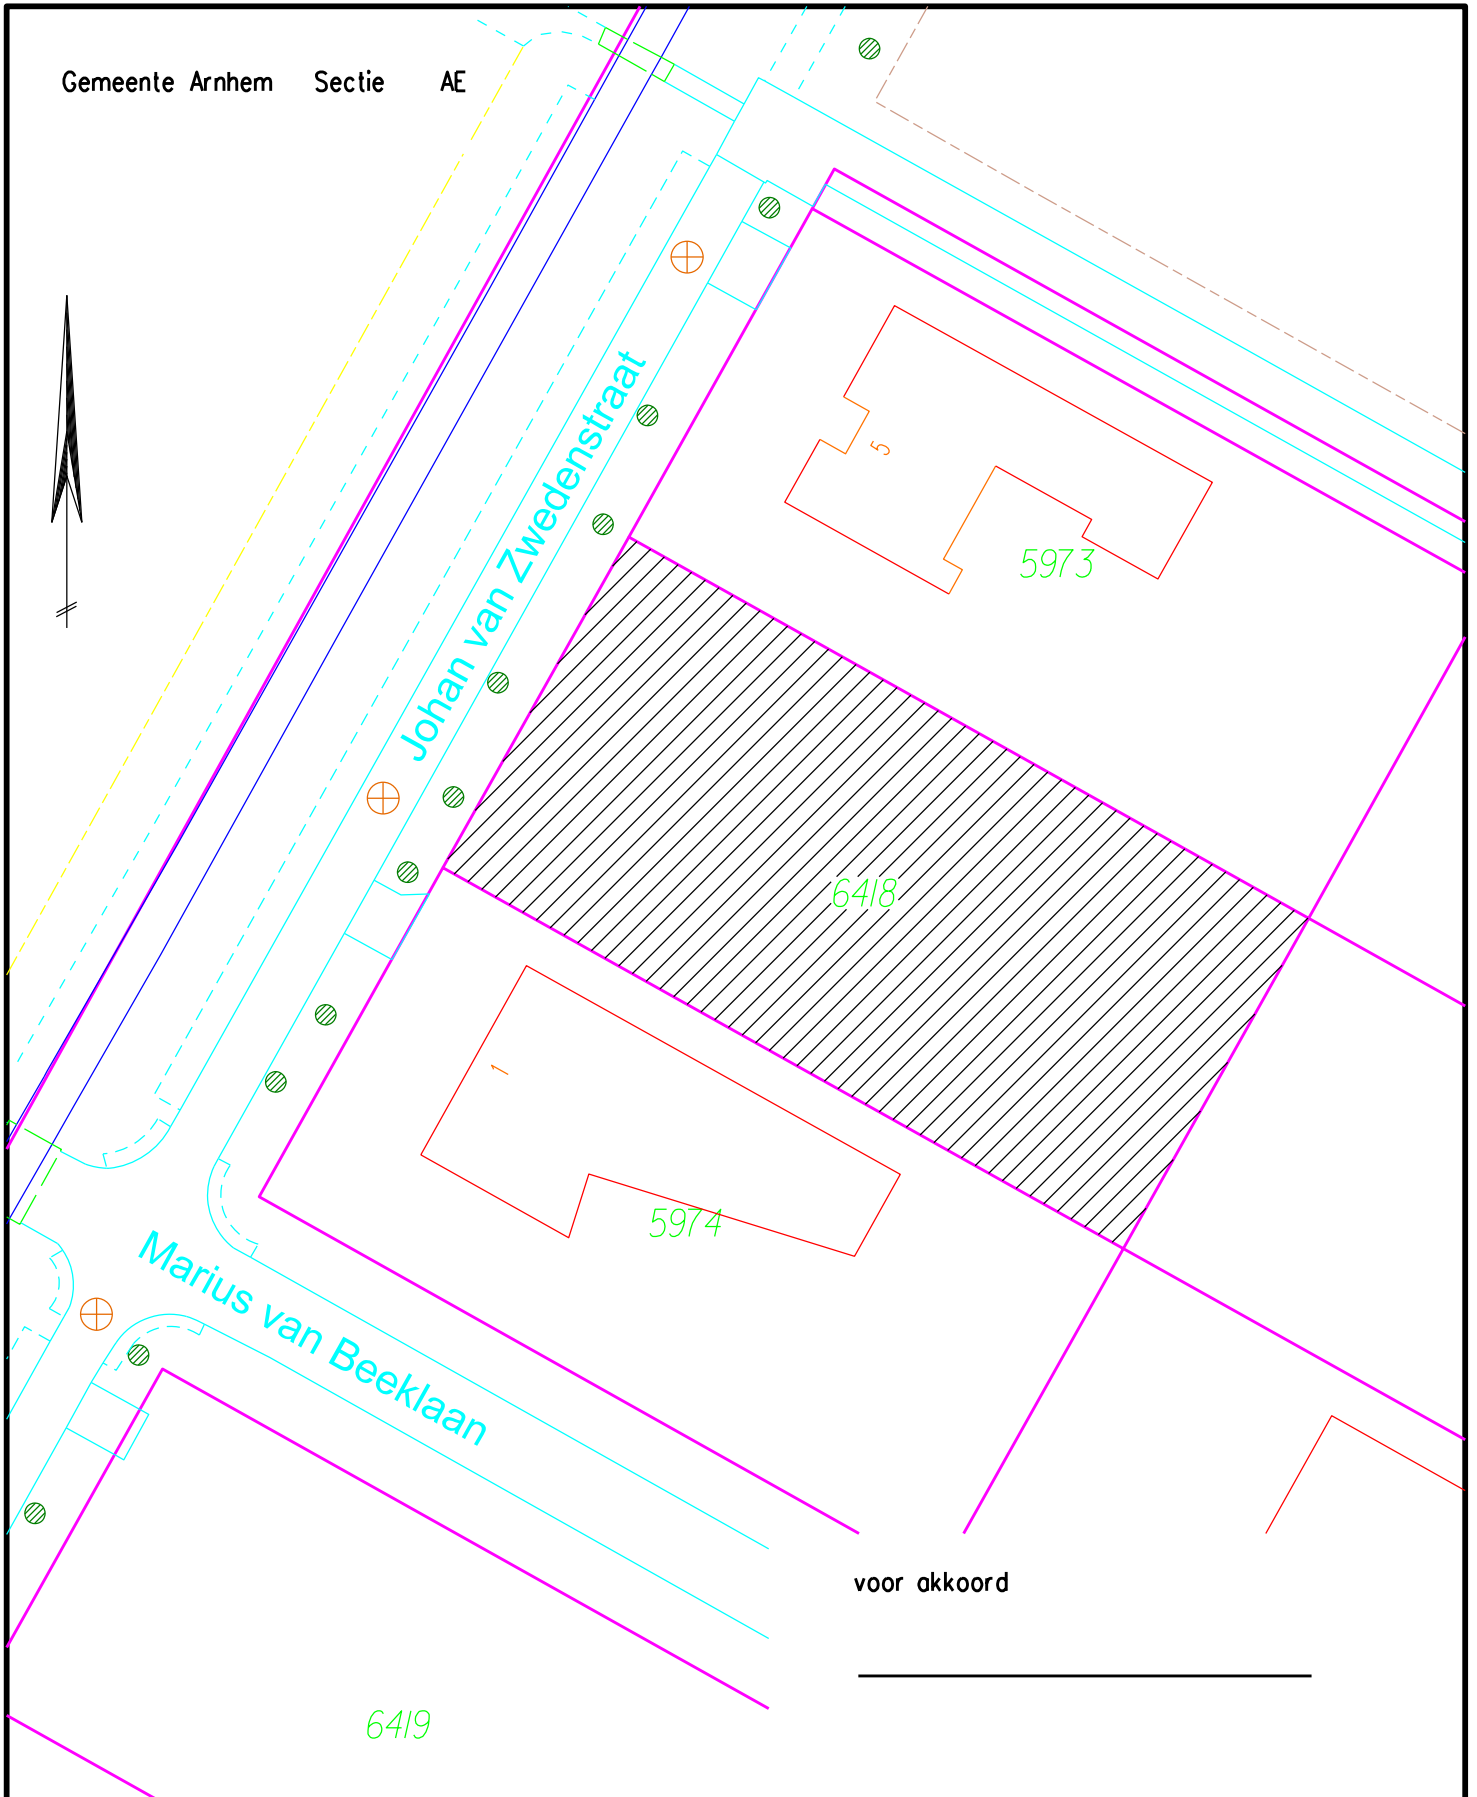 Gemeente Arnhem Sectie AE
Johan van Zwedenstraat
5
5973
6418
1
5974
Marius van Beeklaan
voor akkoord
6419